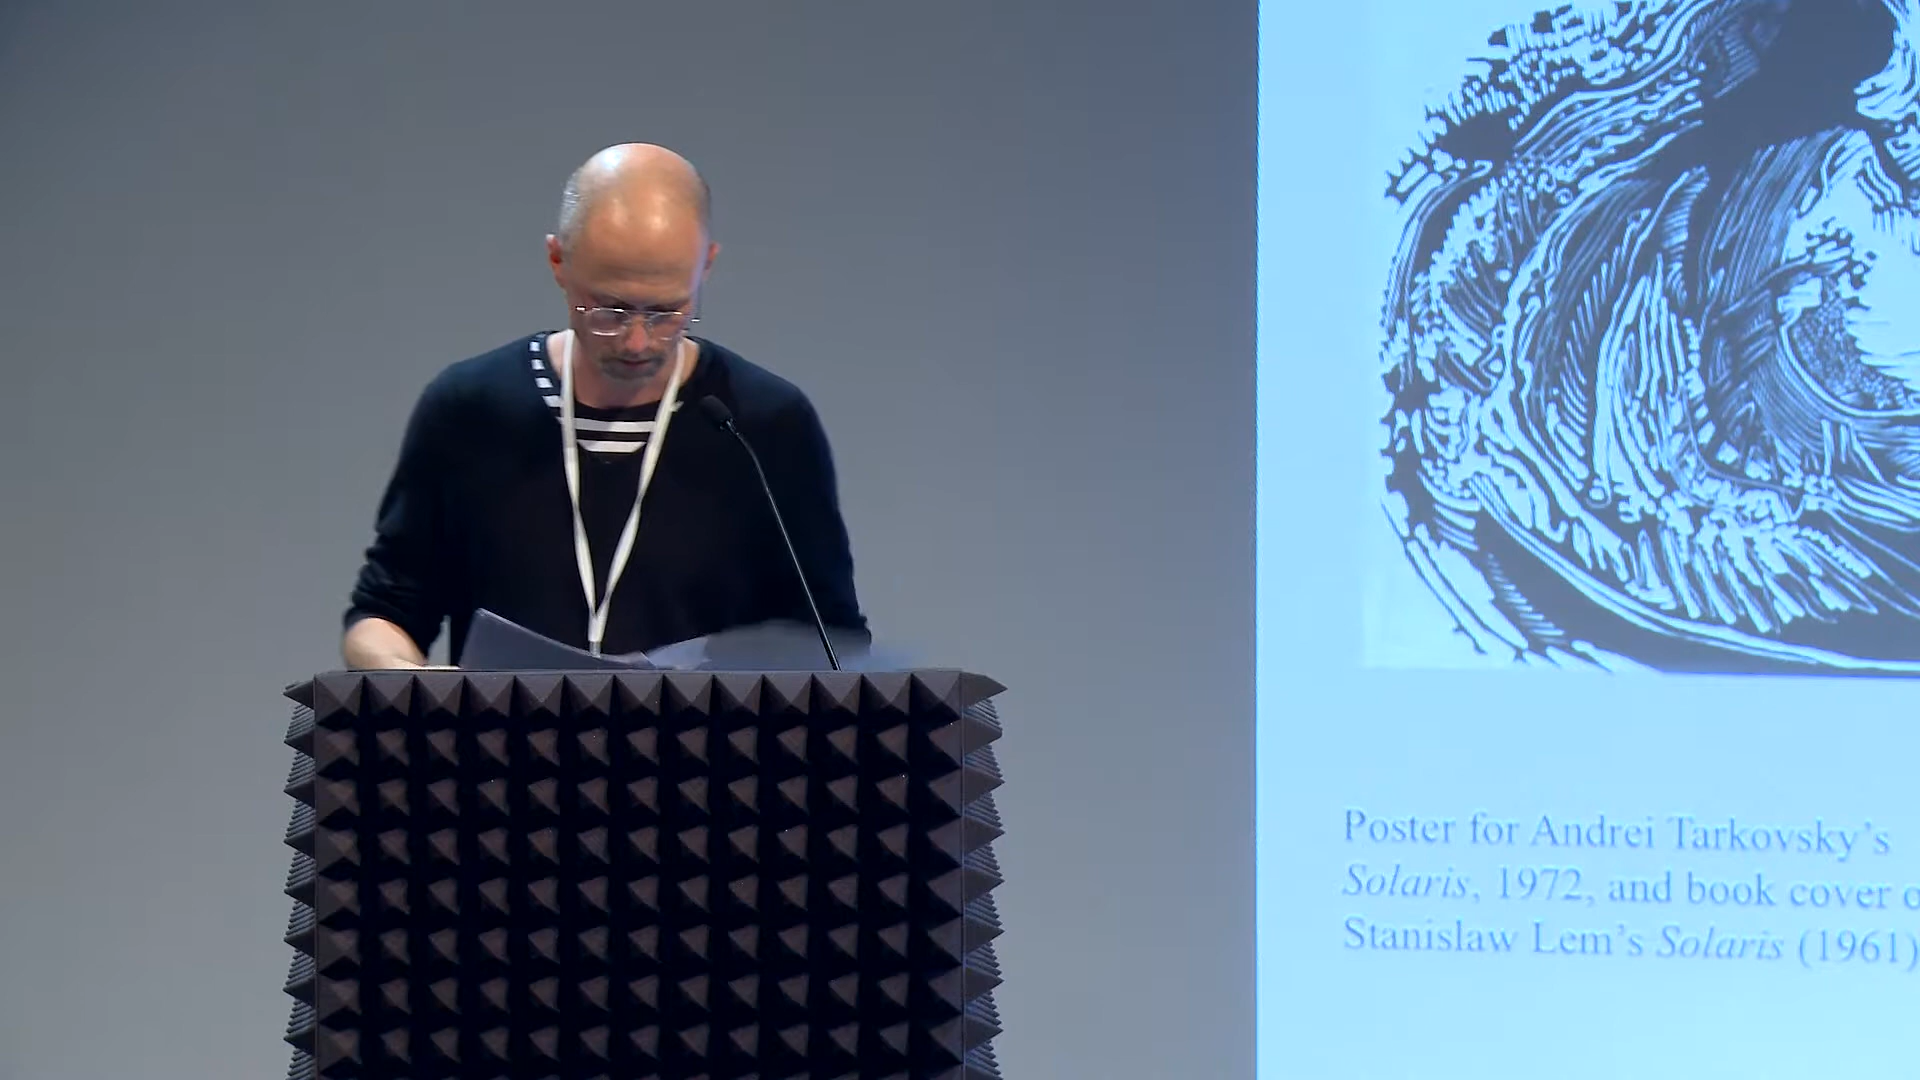 Poster for Andrei Tarkovsky's
Solaris, 1972, and book cover
Stanislaw Lem's Solaris (1961)